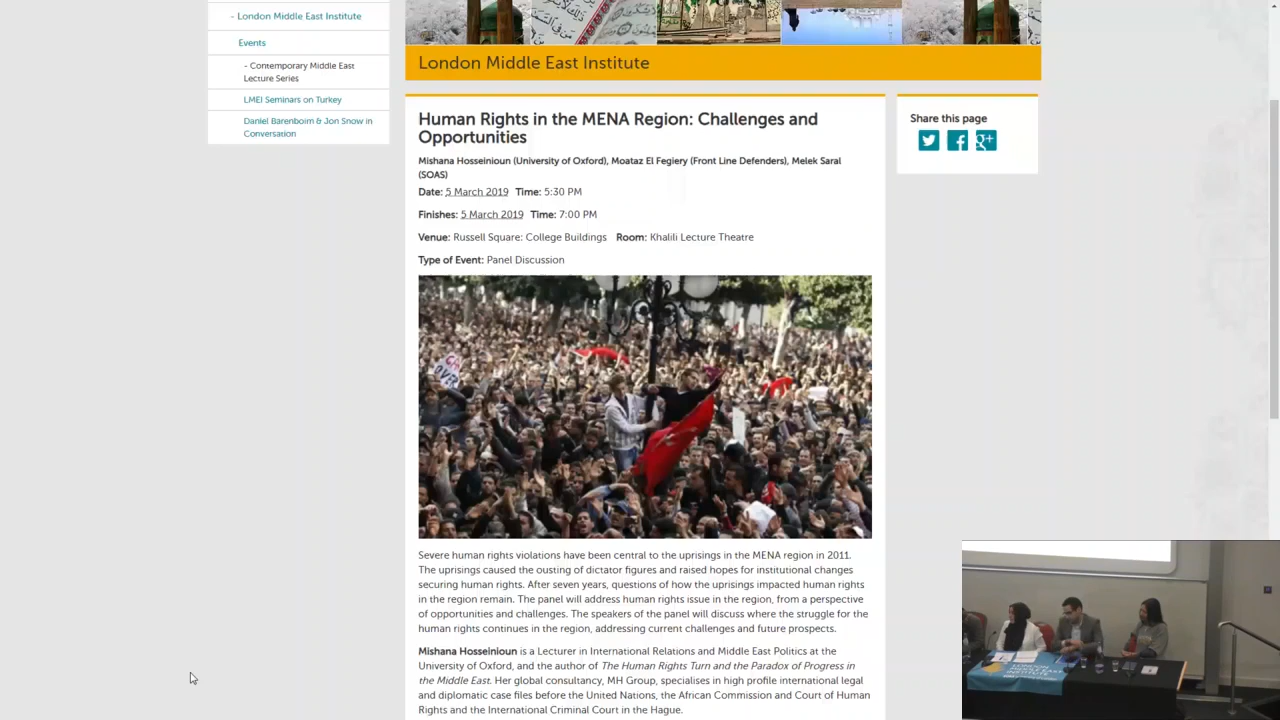 - London Middle East Institute
Events
- Contemporary Middle East
Lecture Series
LMEI Seminars on Turkey
Daniel Barenboim & Jon Snow in
Conversation
London Middle East Institute
Human Rights in the MENA Region: Challenges and
Opportunities
Mishana Hosseinioun (University of Oxford), Moataz El Fegiery (Front Line Defenders), Melek Saral
(SOAS)
Date: 5 March 2019 Time: 5:30 PM
Finishes: 5 March 2019 Time: 7:00 PM
Venue: Russell Square: College Buildings Room: Khalili Lecture Theatre
Type of Event: Panel Discussion
Share this page
g+
Severe human rights violations have been central to the uprisings in the MENA region in 2011.
The uprisings caused the ousting of dictator figures and raised hopes for institutional changes
securing human rights. After seven years, questions of how the uprisings impacted human rights
in the region remain. The panel will address human rights issue in the region, from a perspective
of opportunities and challenges. The speakers of the panel will discuss where the struggle for the
human rights continues in the region, addressing current challenges and future prospects.
Mishana Hosseinioun is a Lecturer in International Relations and Middle East Politics at the
University of Oxford, and the author of The Human Rights Turn and the Paradox of Progress in
the Middle East. Her global consultancy, MH Group, specialises in high profile international legal
and diplomatic case files before the United Nations, the African Commission and Court of Human
Rights and the International Criminal Court in the Hague.
LONDON
MIDDLE EAST
INSTITUTE